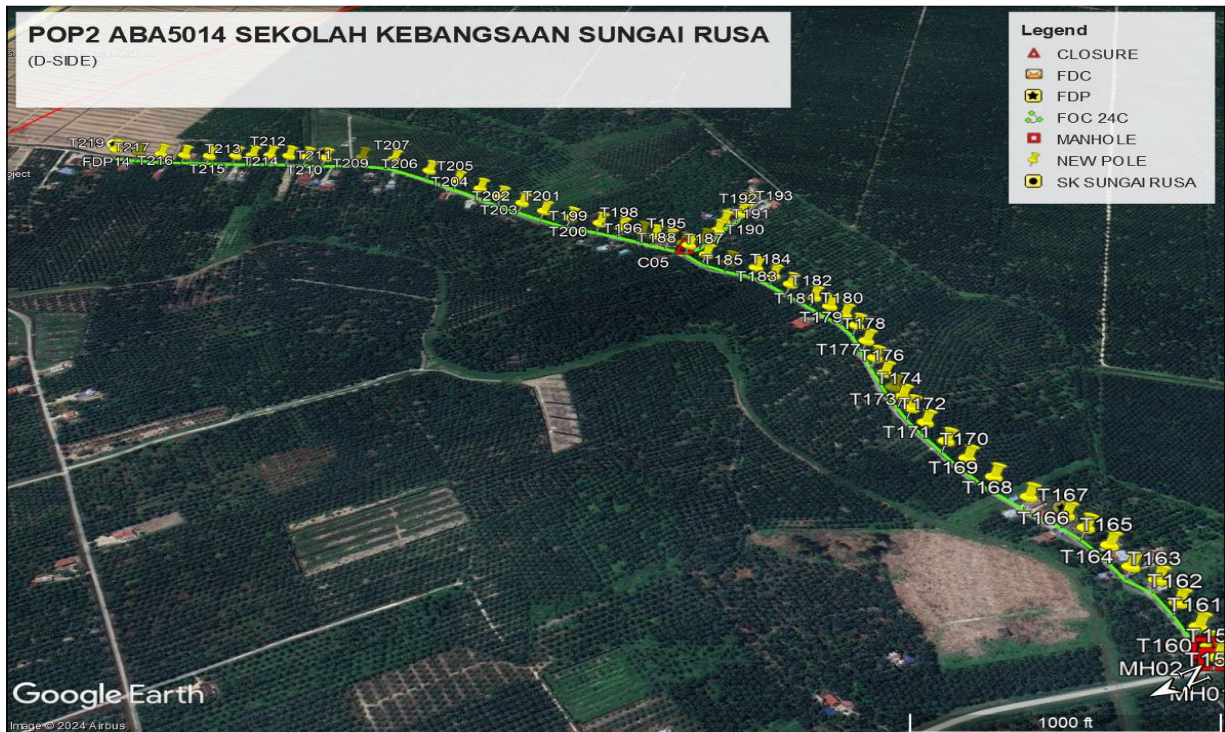 POP2 ABA5014 SEKOLAH KEBANGSAAN SUNGAI RUSA
(D-SIDE)
Legend
CLOSURE
FDC
FDP
FOC 24C
MANHOLE
NEW POLE
SK SUNGAI RUSA
T219
T217
FDP14
T216
T215
T213
T212
T214
T211
T210
T209
T207
T206
T205
T204
T202
T203
T201
T199
T200
T198
T196
T195
T188
T187
C05
T185
T192
T193
T191
T190
T184
T183
T182
T181
T180
T179
T178
T177
T176
T174
T173
T172
T171
T170
T169
T168
T167
T166
T165
T164
T163
T162
T161
T160
MH02
Google Earth
Image © 2024 Airbus
1000 ft